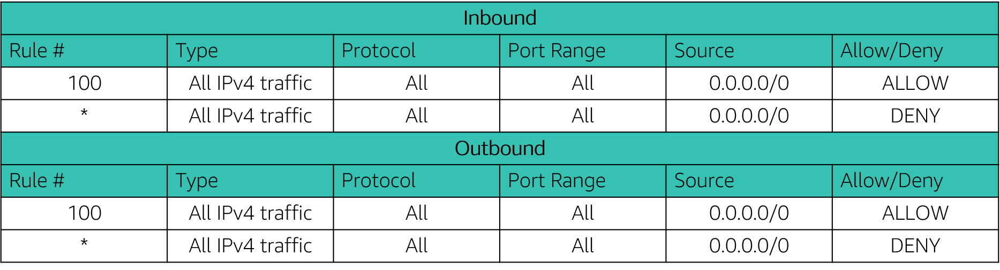 Inbound
Rule # Type Protocol Port Range Source Allow/Deny
100 All IPv4 traffic All All 0.0.0.0/0 ALLOW
* All IPv4 traffic All All 0.0.0.0/0 DENY
Outbound
Rule # Type Protocol Port Range Source Allow/Deny
100 All IPv4 traffic All All 0.0.0.0/0 ALLOW
* All IPv4 traffic All All 0.0.0.0/0 DENY